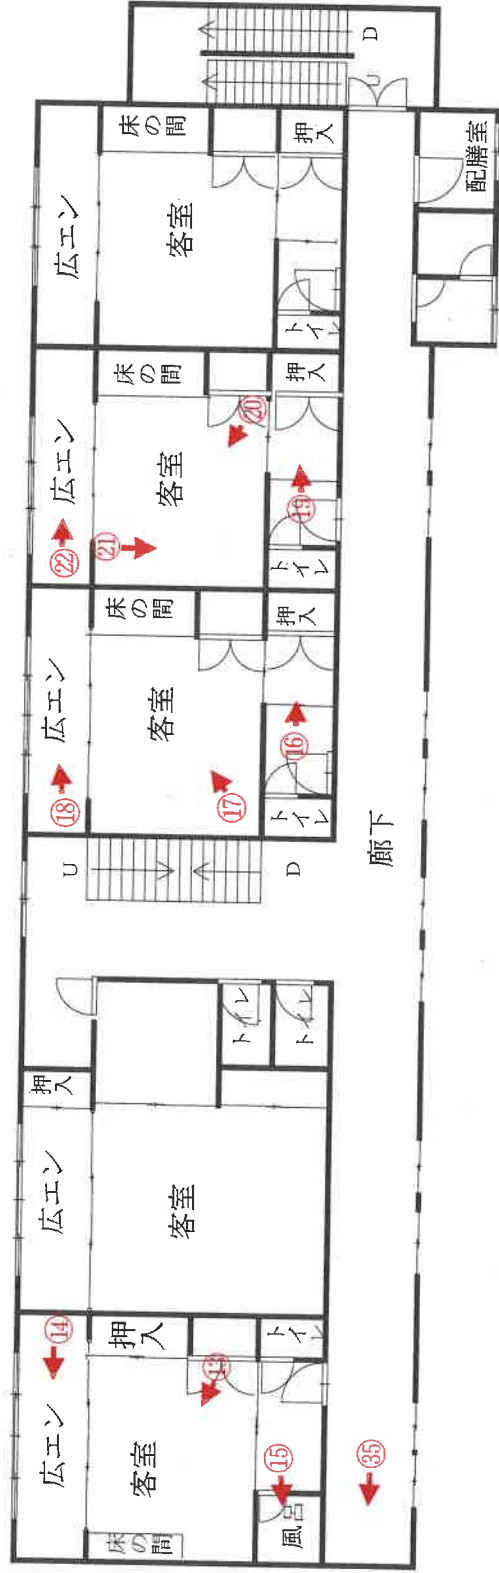 広エン
⑭
床の間
客室
押入
⑬
風呂
⑮
トイレ
㉟
広エン
押入
客室
トイレ
トイレ
U
D
廊下
⑱
広エン
客室
床の間
⑰
トイレ
⑯
押入
㉒
広エン
㉑
客室
床の間
⑳
トイレ
⑲
押入
広エン
客室
床の間
トイレ
押入
U
D
配膳室